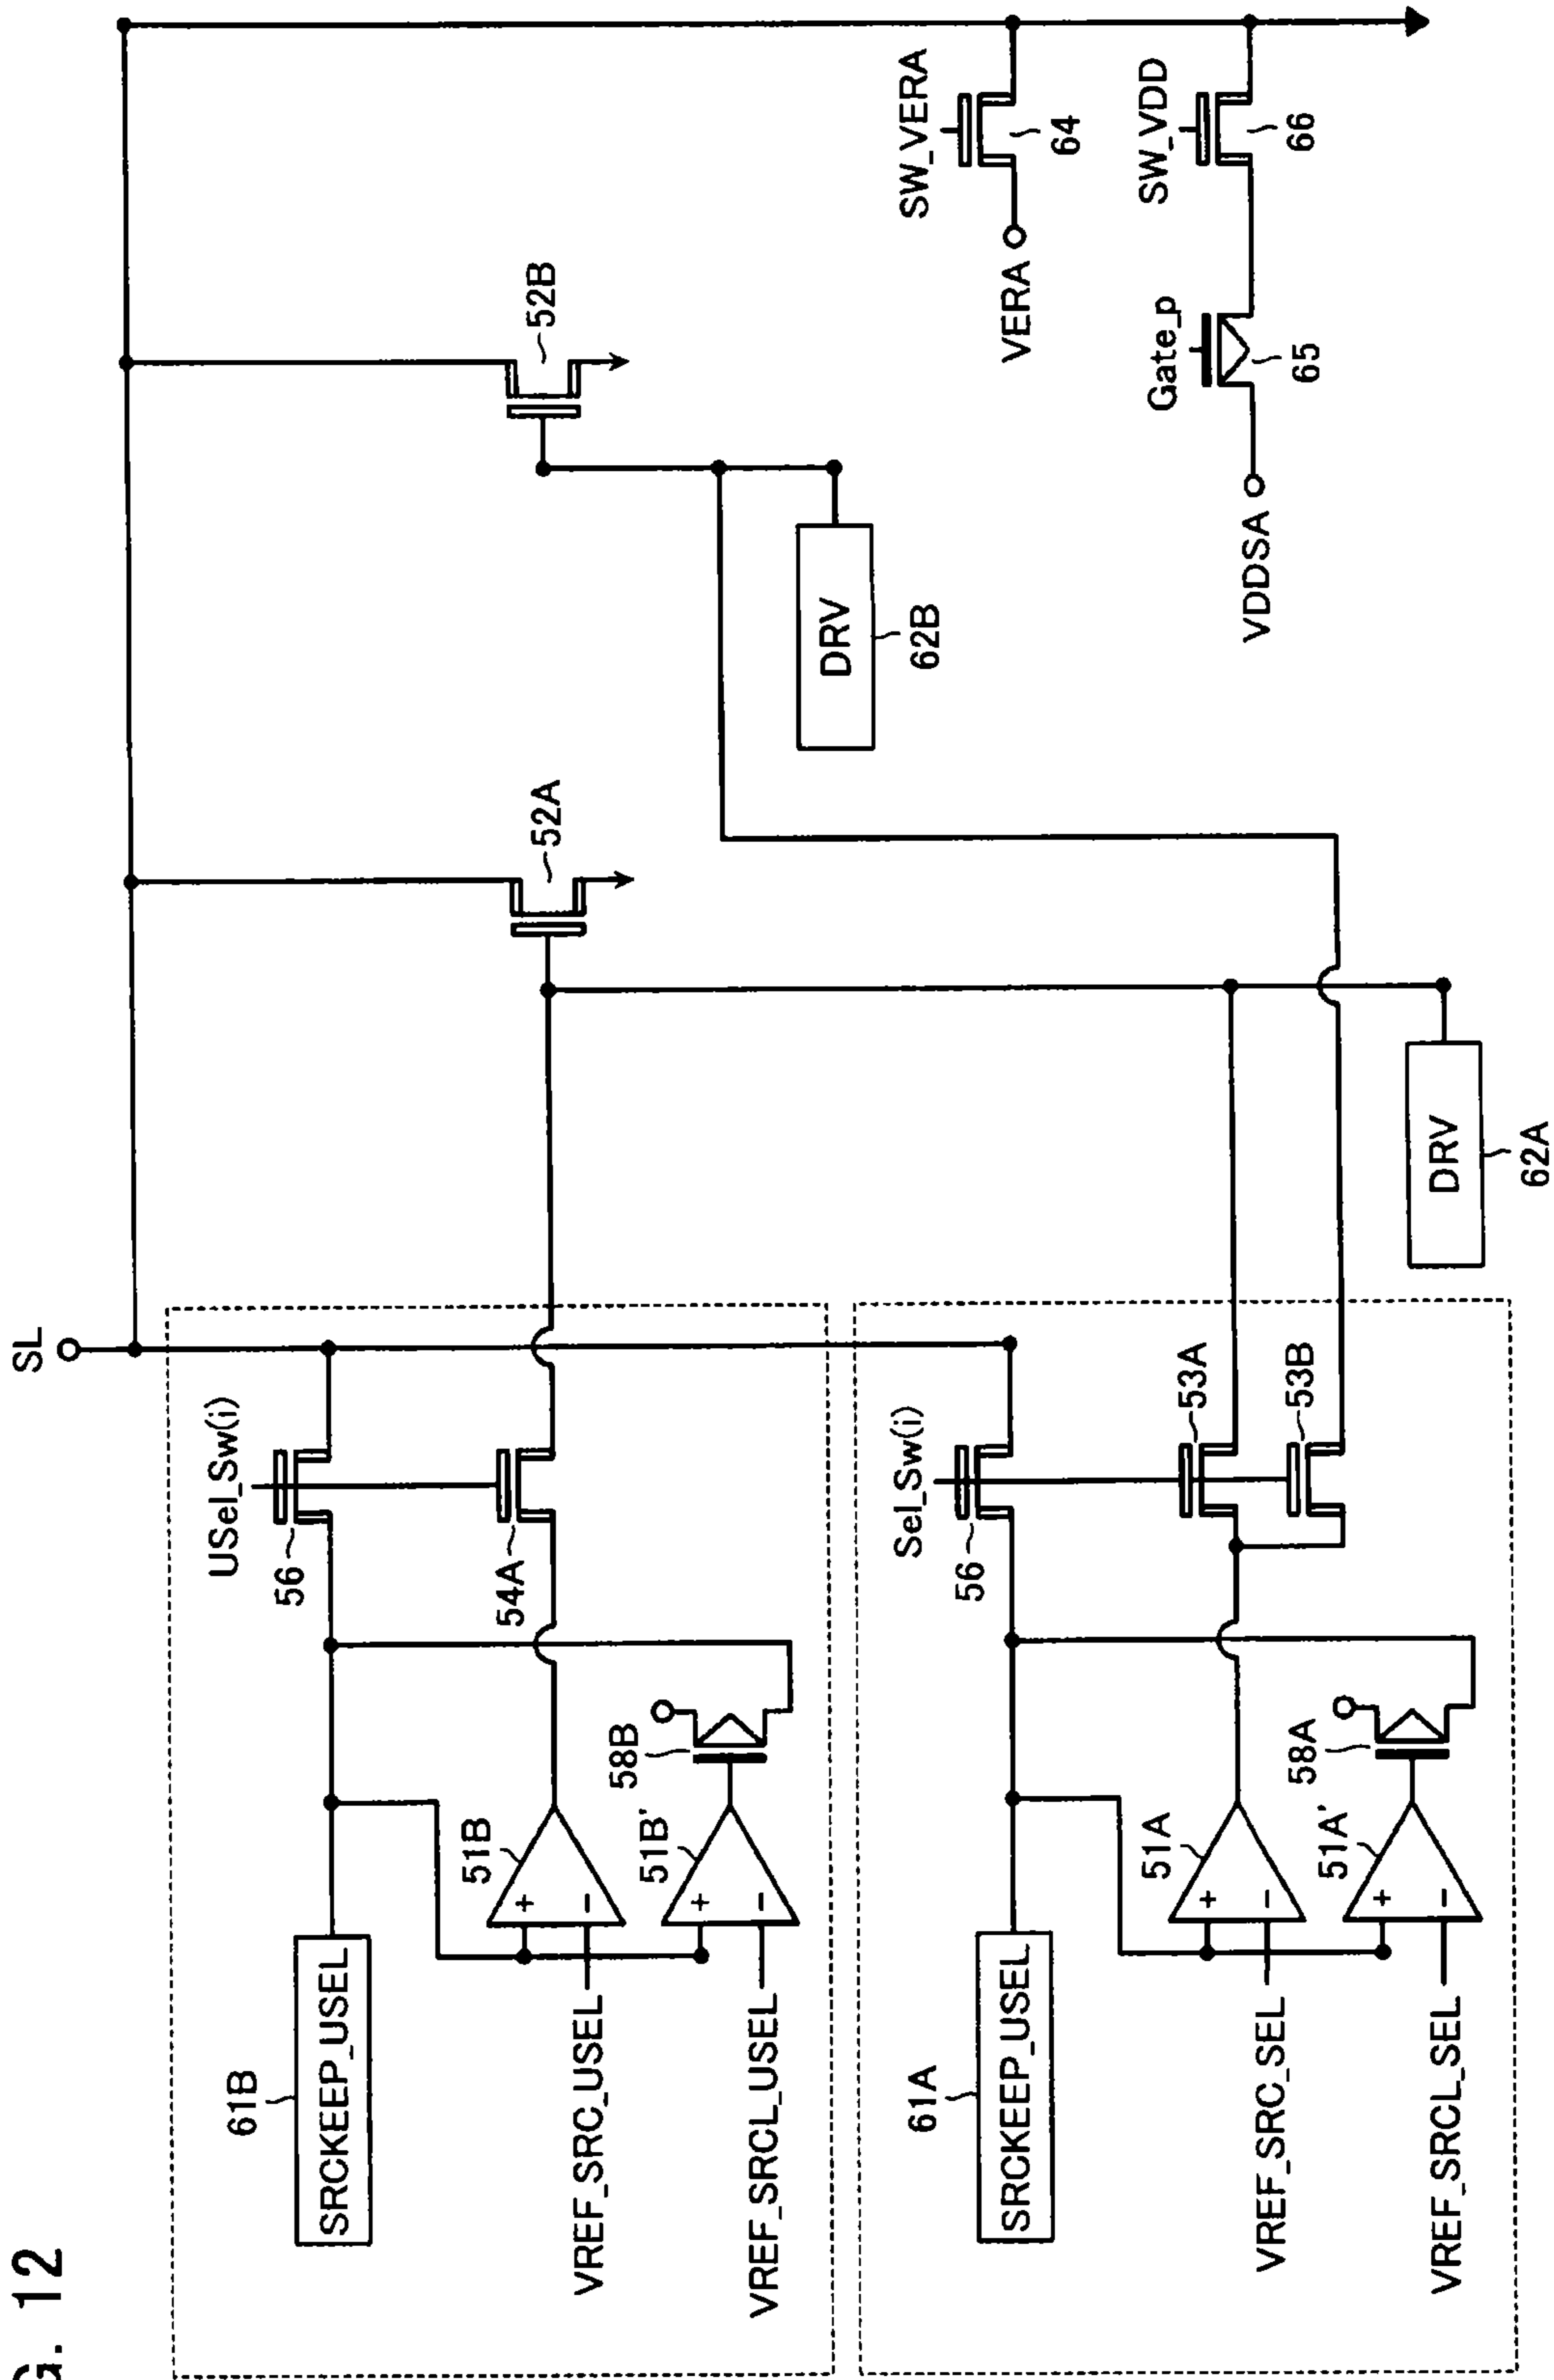 G. 12
SL
61B
SRCKEEP_USEL
USel_Sw(i)
56
54A
51B
51B'
58B
VREF_SRC_USEL
VREF_SRCL_USEL
+
−
+
−
61A
SRCKEEP_USEL
Sel_Sw(i)
56
53A
53B
51A
51A'
58A
VREF_SRC_SEL
VREF_SRCL_SEL
+
−
+
−
52A
52B
DRV
62A
DRV
62B
SW_VERA
64
VERA
SW_VDD
66
Gate_p
65
VDDSA